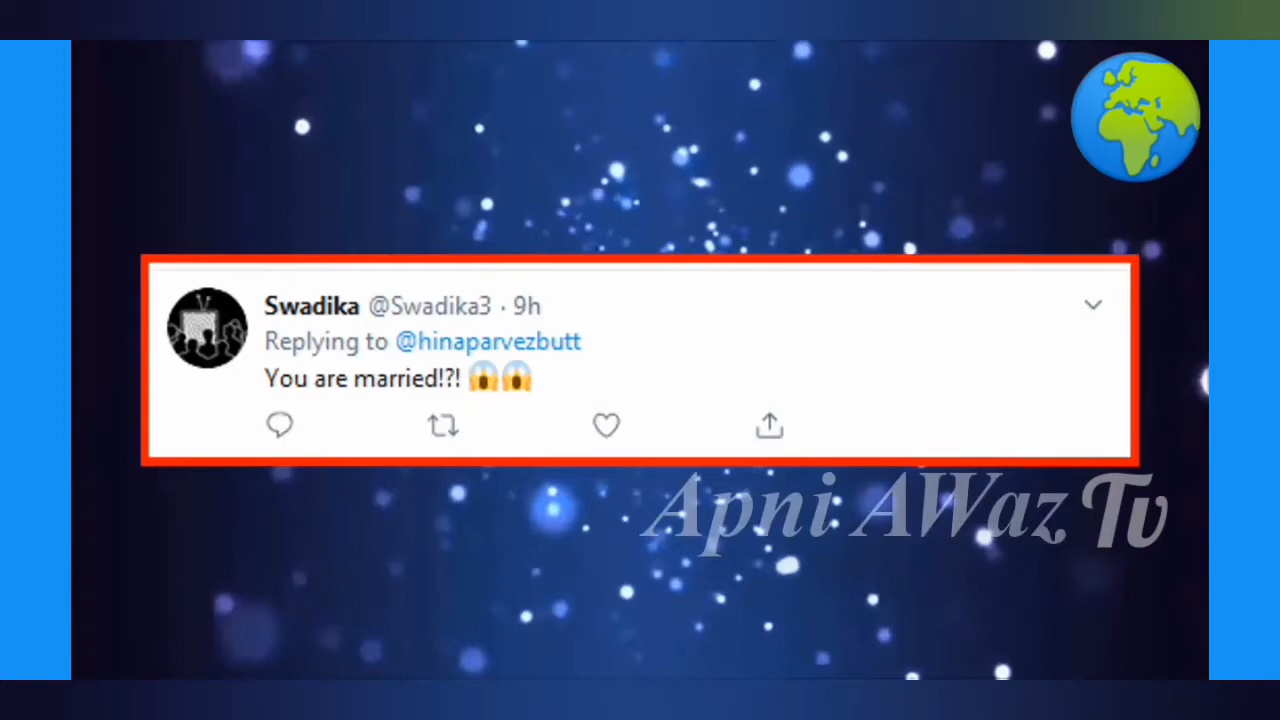 Swadika @Swadika3 · 9h
Replying to @hinaparvezbutt
You are married!?! 😱😱
Apni AWaz Tv